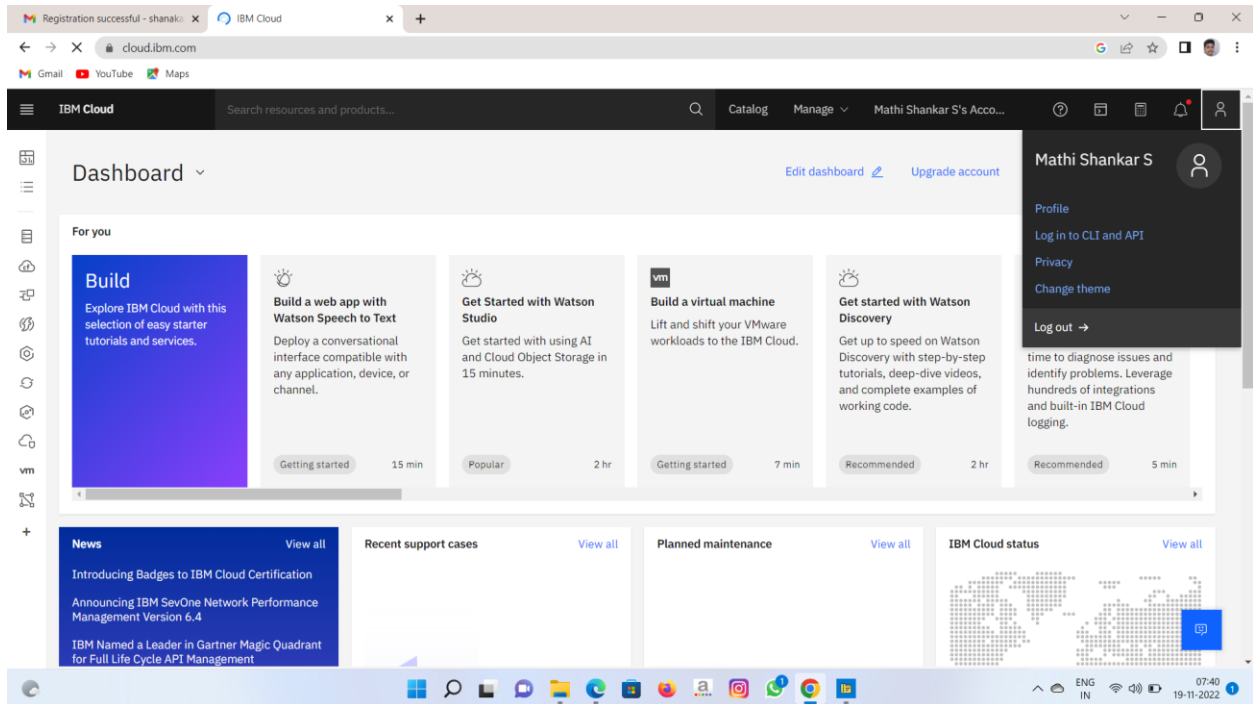 Registration successful - shanaka
IBM Cloud
cloud.ibm.com
Gmail
YouTube
Maps
IBM Cloud
Search resources and products...
Catalog
Manage
Mathi Shankar S's Acco...
Mathi Shankar S
Profile
Log in to CLI and API
Privacy
Change theme
Log out →
Dashboard
Edit dashboard
Upgrade account
For you
Build
Explore IBM Cloud with this
selection of easy starter
tutorials and services.
Build a web app with
Watson Speech to Text
Deploy a conversational
interface compatible with
any application, device, or
channel.
Getting started
15 min
Get Started with Watson
Studio
Get started with using AI
and Cloud Object Storage in
15 minutes.
Popular
2 hr
vm
Build a virtual machine
Lift and shift your VMware
workloads to the IBM Cloud.
Getting started
7 min
Get started with Watson
Discovery
Get up to speed on Watson
Discovery with step-by-step
tutorials, deep-dive videos,
and complete examples of
working code.
Recommended
2 hr
time to diagnose issues and
identify problems. Leverage
hundreds of integrations
and built-in IBM Cloud
logging.
Recommended
5 min
vm
News
View all
Introducing Badges to IBM Cloud Certification
Announcing IBM SevOne Network Performance
Management Version 6.4
IBM Named a Leader in Gartner Magic Quadrant
for Full Life Cycle API Management
Recent support cases
View all
Planned maintenance
View all
IBM Cloud status
View all
ENG
IN
07:40
19-11-2022
1